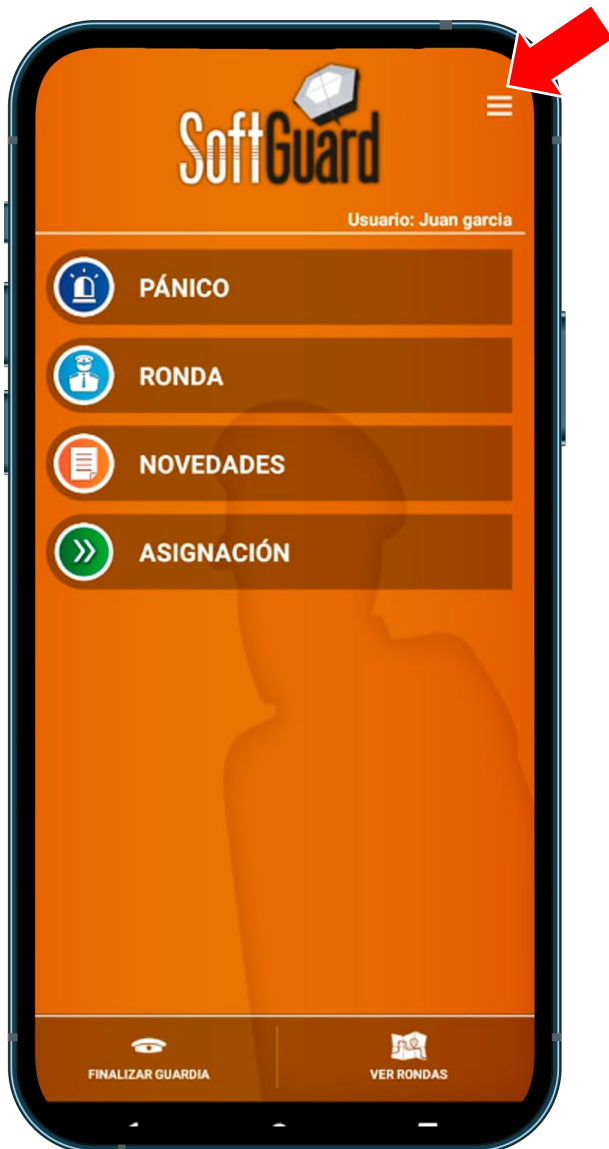 SoftGuard
Usuario: Juan garcia
PÁNICO
RONDA
NOVEDADES
ASIGNACIÓN
FINALIZAR GUARDIA
VER RONDAS